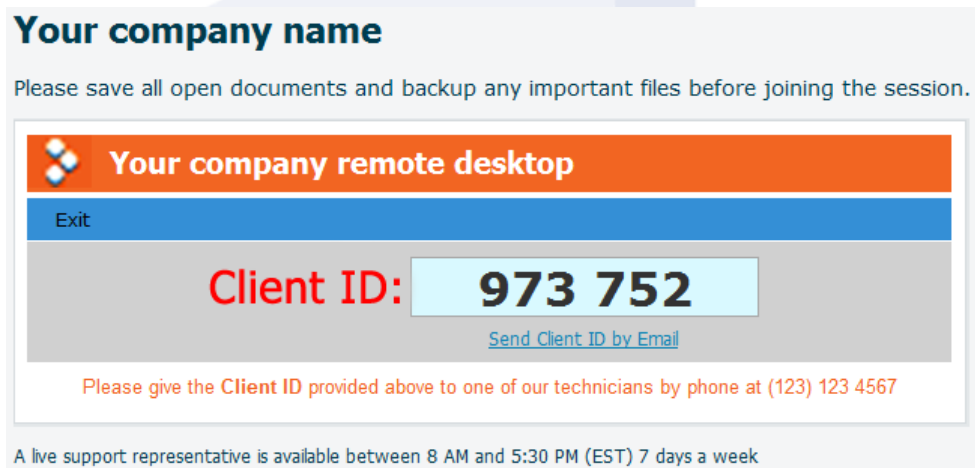 Your company name
Please save all open documents and backup any important files before joining the session.
Your company remote desktop
Exit
Client ID: 973 752
Send Client ID by Email
Please give the Client ID provided above to one of our technicians by phone at (123) 123 4567
A live support representative is available between 8 AM and 5:30 PM (EST) 7 days a week